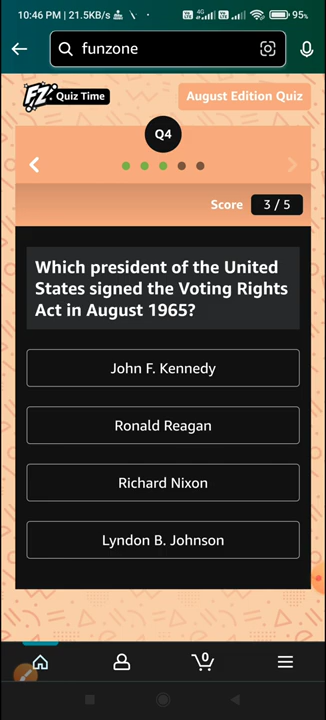 10:46 PM | 21.5KB/s
4G
95%
funzone
FZ Quiz Time
August Edition Quiz
Q4
Score 3 / 5
Which president of the United
States signed the Voting Rights
Act in August 1965?
John F. Kennedy
Ronald Reagan
Richard Nixon
Lyndon B. Johnson
0